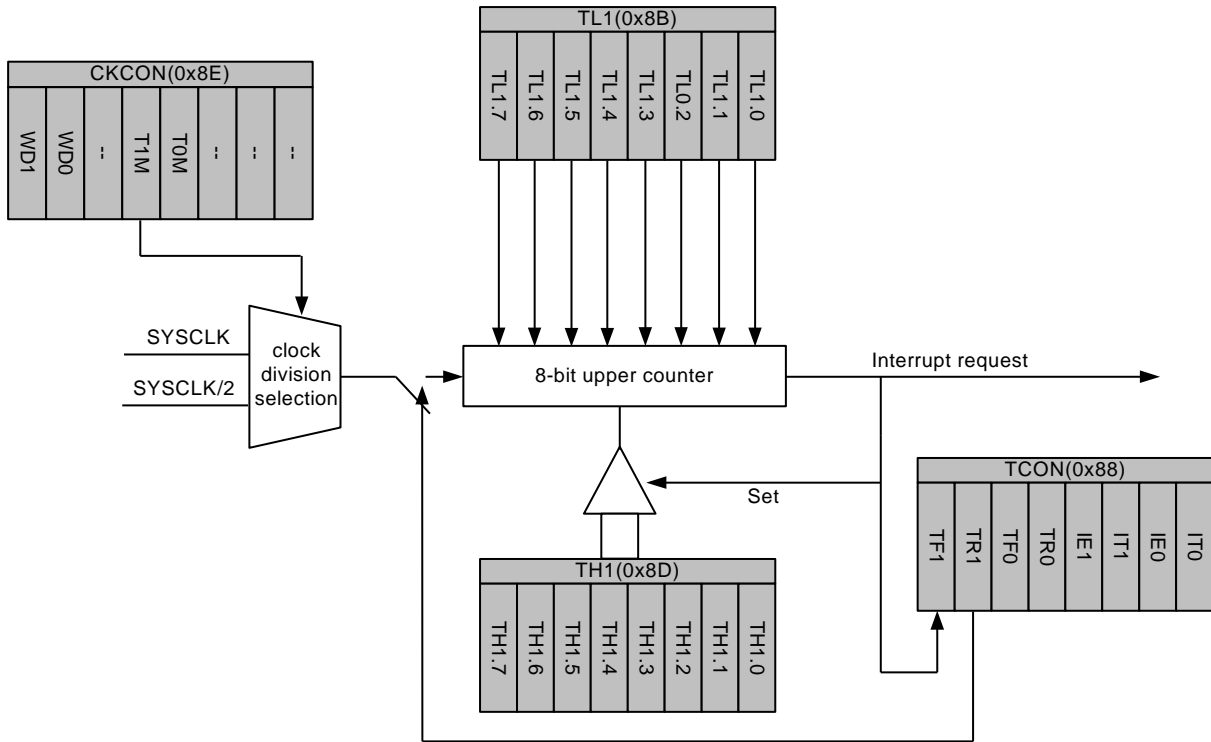 TL1(0x8B)
TL1.7
TL1.6
TL1.5
TL1.4
TL1.3
TL0.2
TL1.1
TL1.0
CKCON(0x8E)
WD1
WD0
--
T1M
T0M
--
--
--
SYSCLK
SYSCLK/2
clock
division
selection
8-bit upper counter
Interrupt request
Set
TCON(0x88)
TF1
TR1
TF0
TR0
IE1
IT1
IE0
IT0
TH1(0x8D)
TH1.7
TH1.6
TH1.5
TH1.4
TH1.3
TH1.2
TH1.1
TH1.0